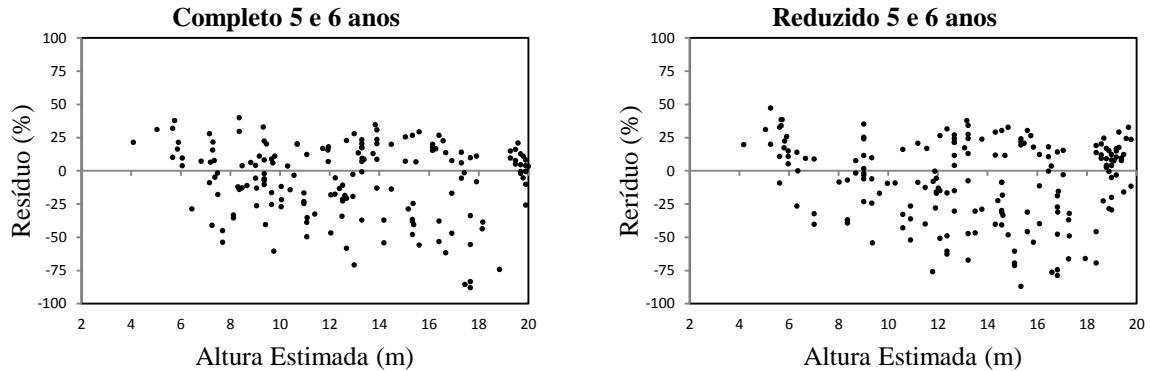 Completo 5 e 6 anos
100
75
50
25
0
-25
-50
-75
-100
2 4 6 8 10 12 14 16 18 20
Resíduo (%)
Altura Estimada (m)
Reduzido 5 e 6 anos
100
75
50
25
0
-25
-50
-75
-100
2 4 6 8 10 12 14 16 18 20
Reríduo (%)
Altura Estimada (m)